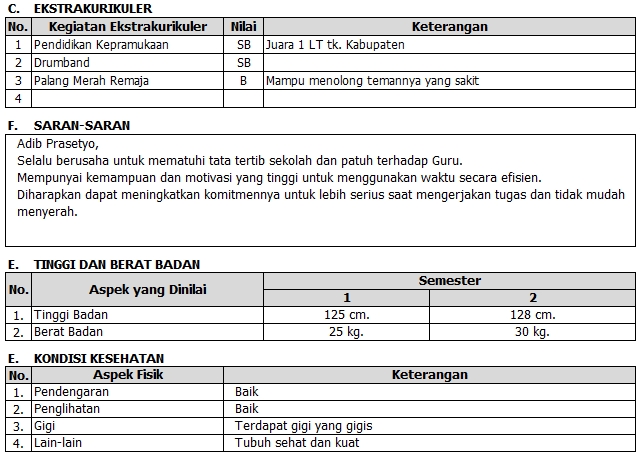 C. EKSTRAKURIKULER
No. Kegiatan Ekstrakurikuler Nilai Keterangan
1 Pendidikan Kepramukaan SB Juara 1 LT tk. Kabupaten
2 Drumband SB
3 Palang Merah Remaja B Mampu menolong temannya yang sakit
4
F. SARAN-SARAN
Adib Prasetyo,
Selalu berusaha untuk mematuhi tata tertib sekolah dan patuh terhadap Guru.
Mempunyai kemampuan dan motivasi yang tinggi untuk menggunakan waktu secara efisien.
Diharapkan dapat meningkatkan komitmennya untuk lebih serius saat mengerjakan tugas dan tidak mudah
menyerah.
E. TINGGI DAN BERAT BADAN
No. Aspek yang Dinilai Semester
1 2
1. Tinggi Badan 125 cm. 128 cm.
2. Berat Badan 25 kg. 30 kg.
E. KONDISI KESEHATAN
No. Aspek Fisik Keterangan
1. Pendengaran Baik
2. Penglihatan Baik
3. Gigi Terdapat gigi yang gigis
4. Lain-lain Tubuh sehat dan kuat